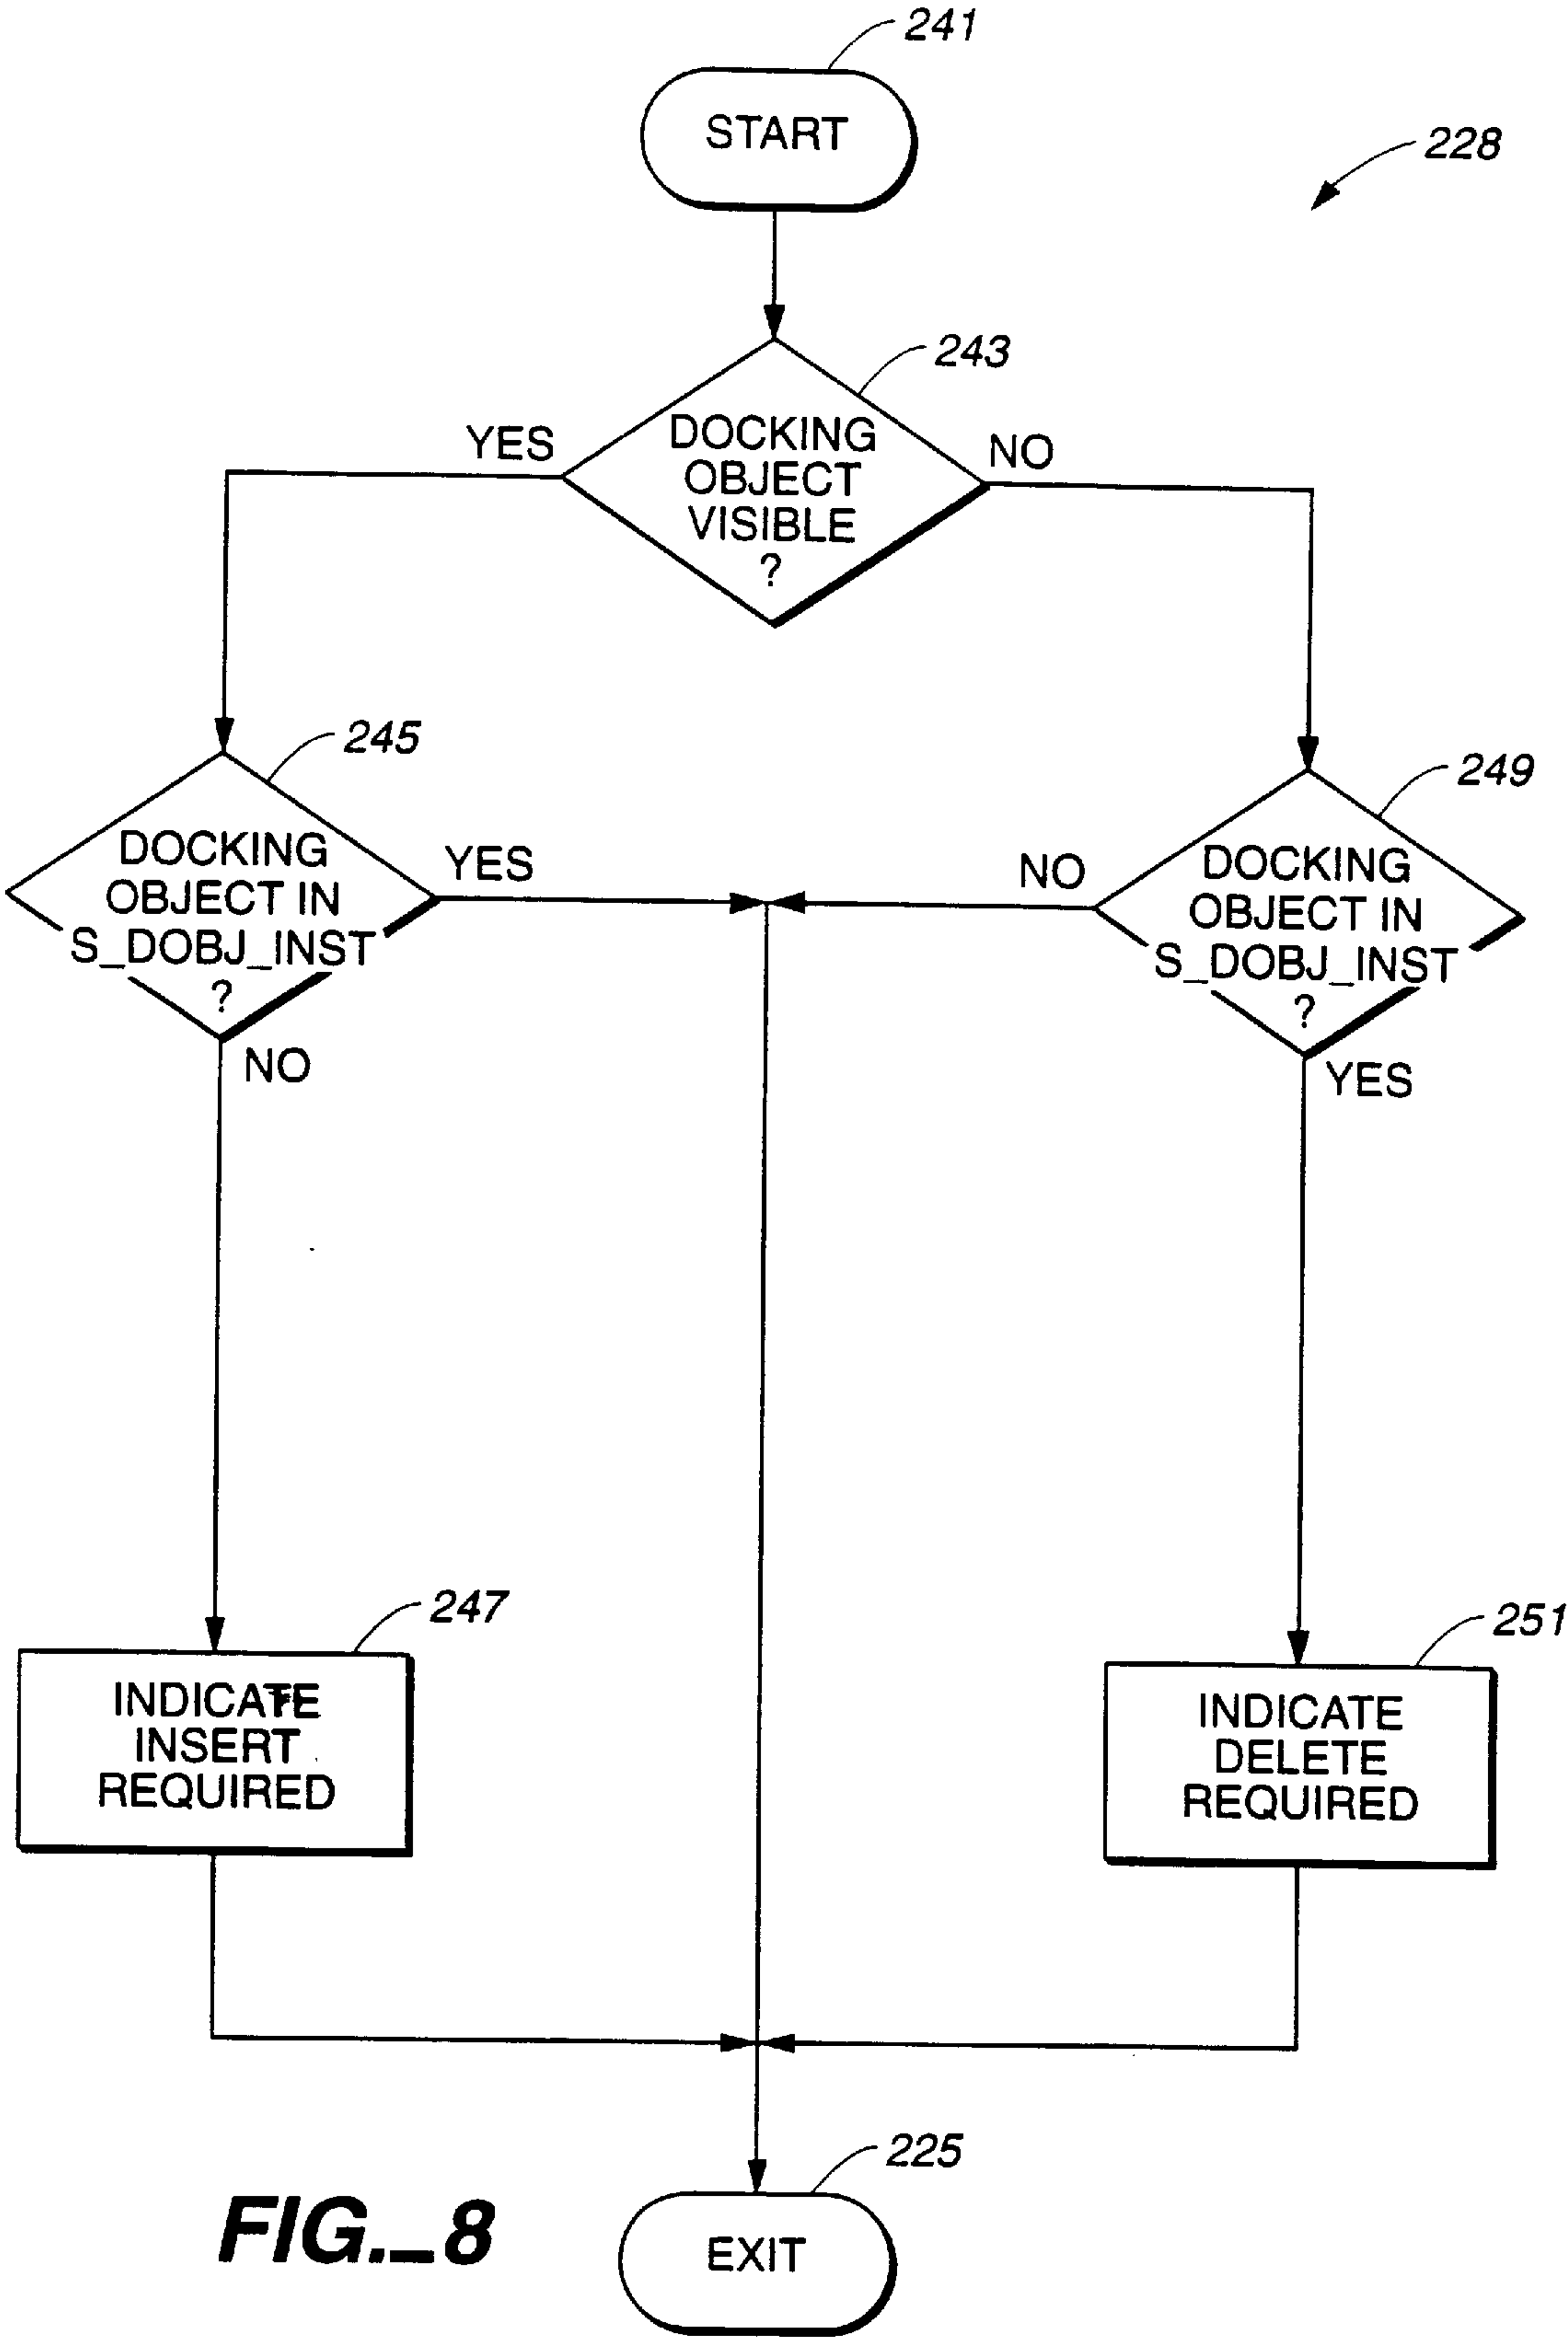 241
START
228
243
DOCKING
OBJECT
VISIBLE
?
YES
NO
245
DOCKING
OBJECT IN
S_DOBJ_INST
?
YES
NO
249
DOCKING
OBJECT IN
S_DOBJ_INST
?
NO
YES
247
INDICATE
INSERT
REQUIRED
251
INDICATE
DELETE
REQUIRED
225
EXIT
FIG._8